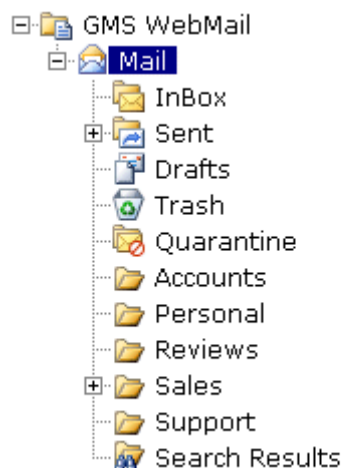 GMS WebMail
Mail
InBox
Sent
Drafts
Trash
Quarantine
Accounts
Personal
Reviews
Sales
Support
Search Results